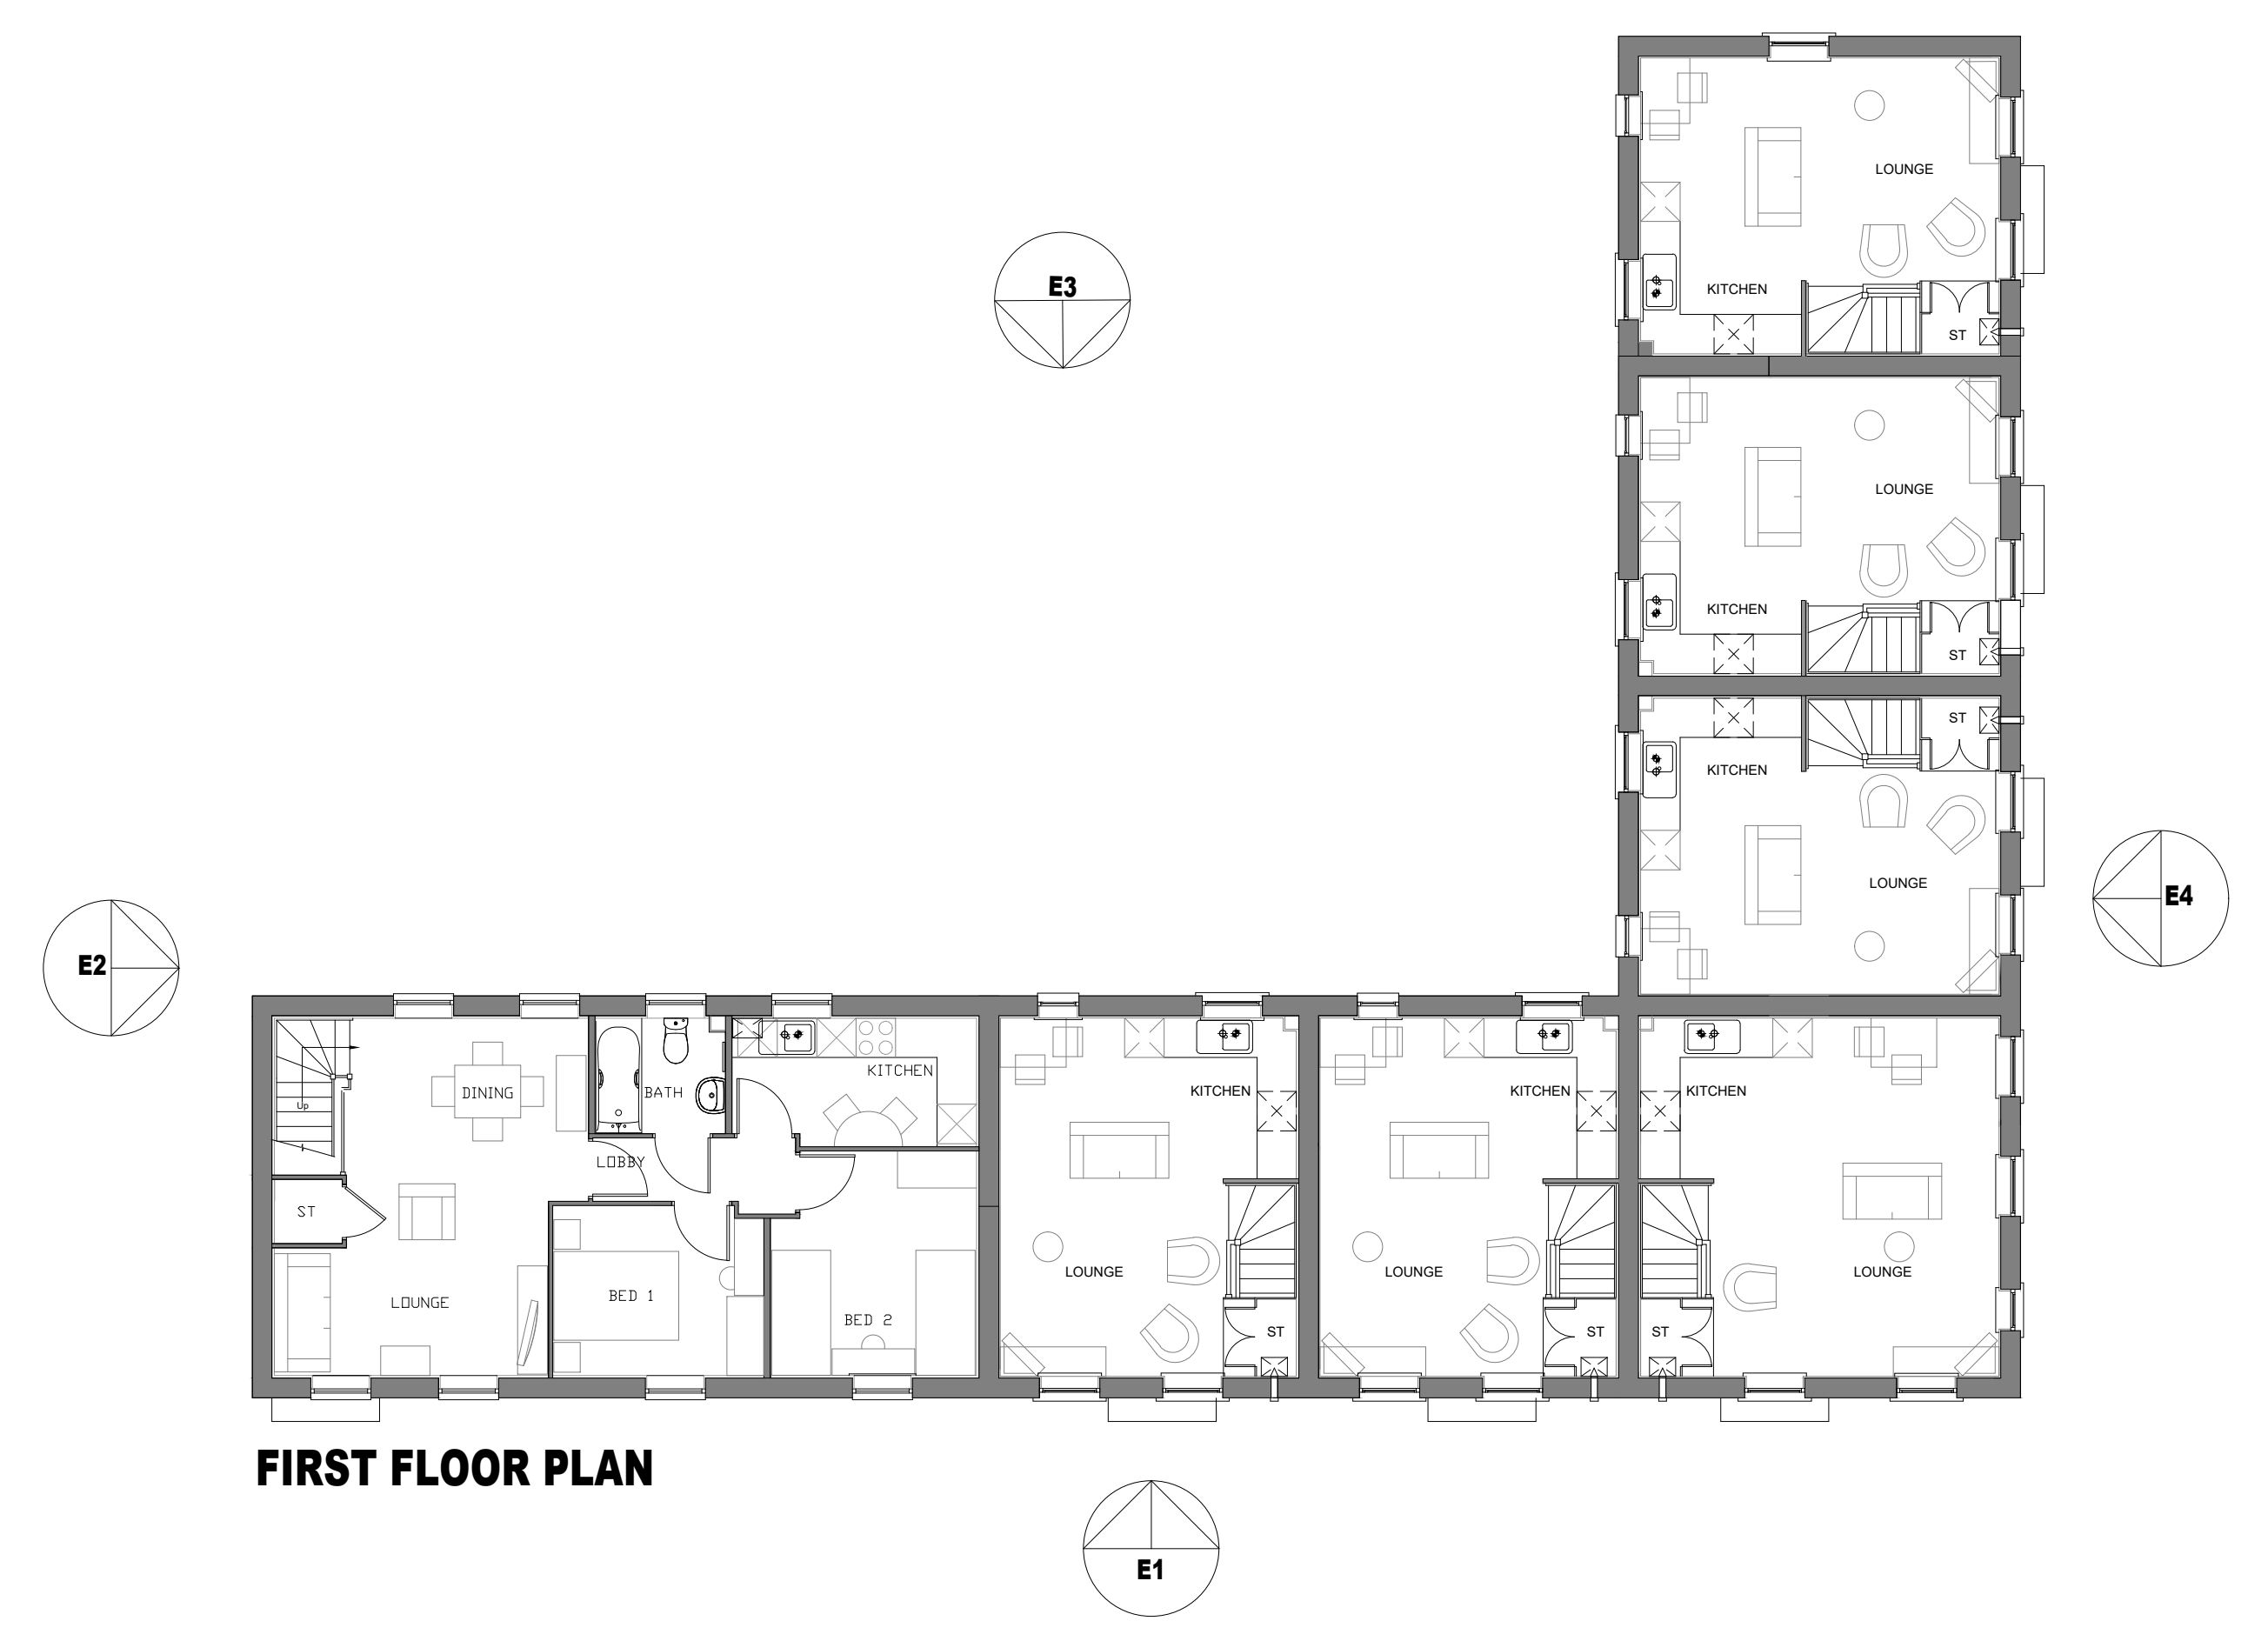 LOUNGE
E3
KITCHEN
ST
LOUNGE
KITCHEN
ST
ST
KITCHEN
LOUNGE
E4
E2
DINING
BATH
KITCHEN
Up
1
LOBBY
ST
LOUNGE
BED 1
BED 2
KITCHEN
LOUNGE
ST
KITCHEN
LOUNGE
ST
KITCHEN
LOUNGE
ST
FIRST FLOOR PLAN
E1